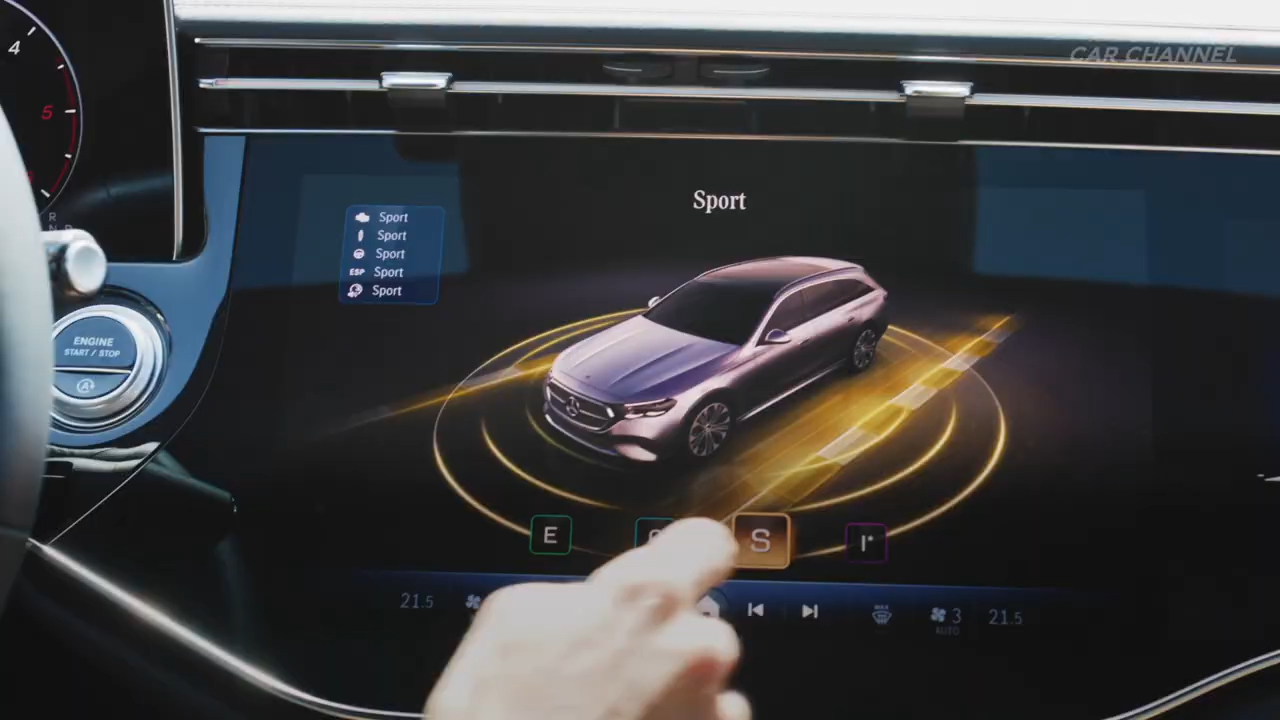 CAR CHANNEL
4
5
R
N
Sport
Sport
Sport
Sport
ESP Sport
Sport
ENGINE
START / STOP
A
E
S
I*
21.5
MAX
3
AUTO
21.5